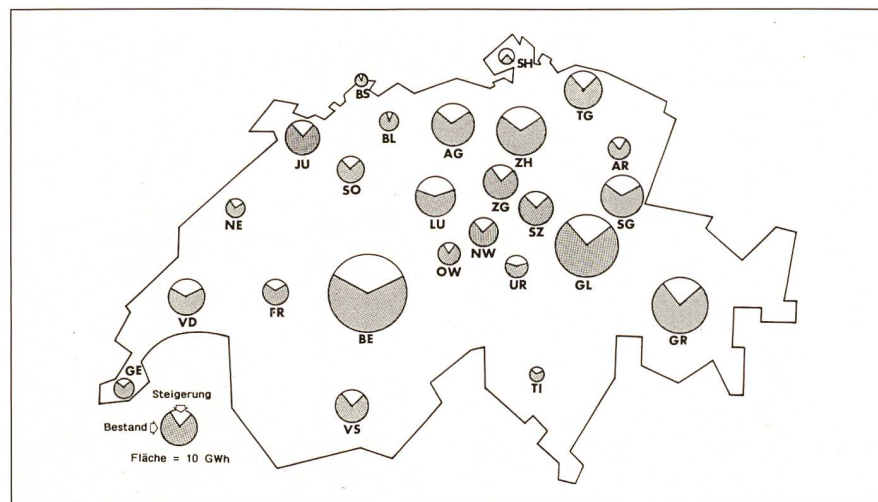 SH
BS
TG
BL
AG
ZH
AR
JU
SO
ZG
NE
LU
SZ
SG
NW
OW
UR
GL
VD
FR
BE
GR
GE
TI
VS
Steigerung
Bestand
Fläche = 10 GWh